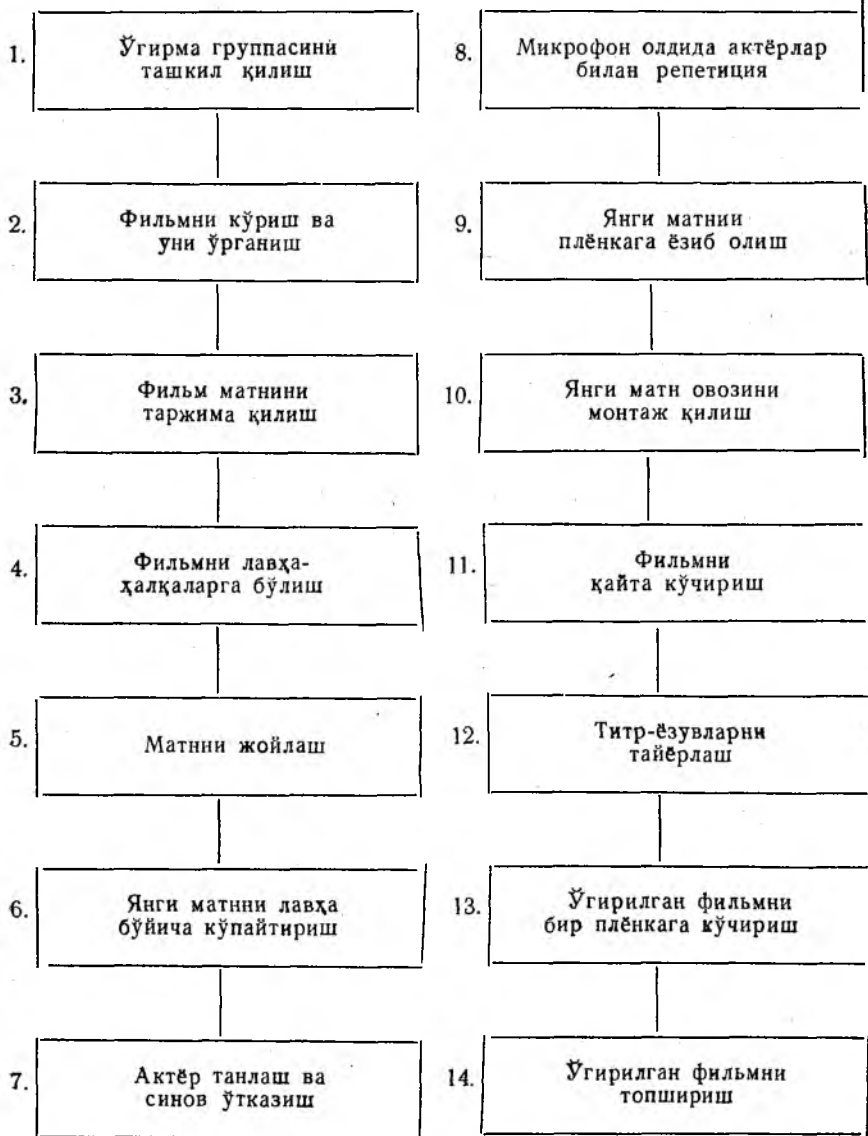 1. Ўгирма группасини
ташкил қилиш
2. Фильмни кўриш ва
уни ўрганиш
3. Фильм матнини
таржима қилиш
4. Фильмни лавҳа-
ҳалқаларга бўлиш
5. Матнни жойлаш
6. Янги матнни лавҳа
бўйича кўпайтириш
7. Актёр танлаш ва
синов ўтказиш
8. Микрофон олдида актёрлар
билан репетиция
9. Янги матнии
плёнкага ёзиб олиш
10. Янги матн овозини
монтаж қилиш
11. Фильмни
қайта кўчириш
12. Титр-ёзувларни
тайёрлаш
13. Ўгирилган фильмни
бир плёнкага кўчириш
14. Ўгирилган фильмни
топшириш